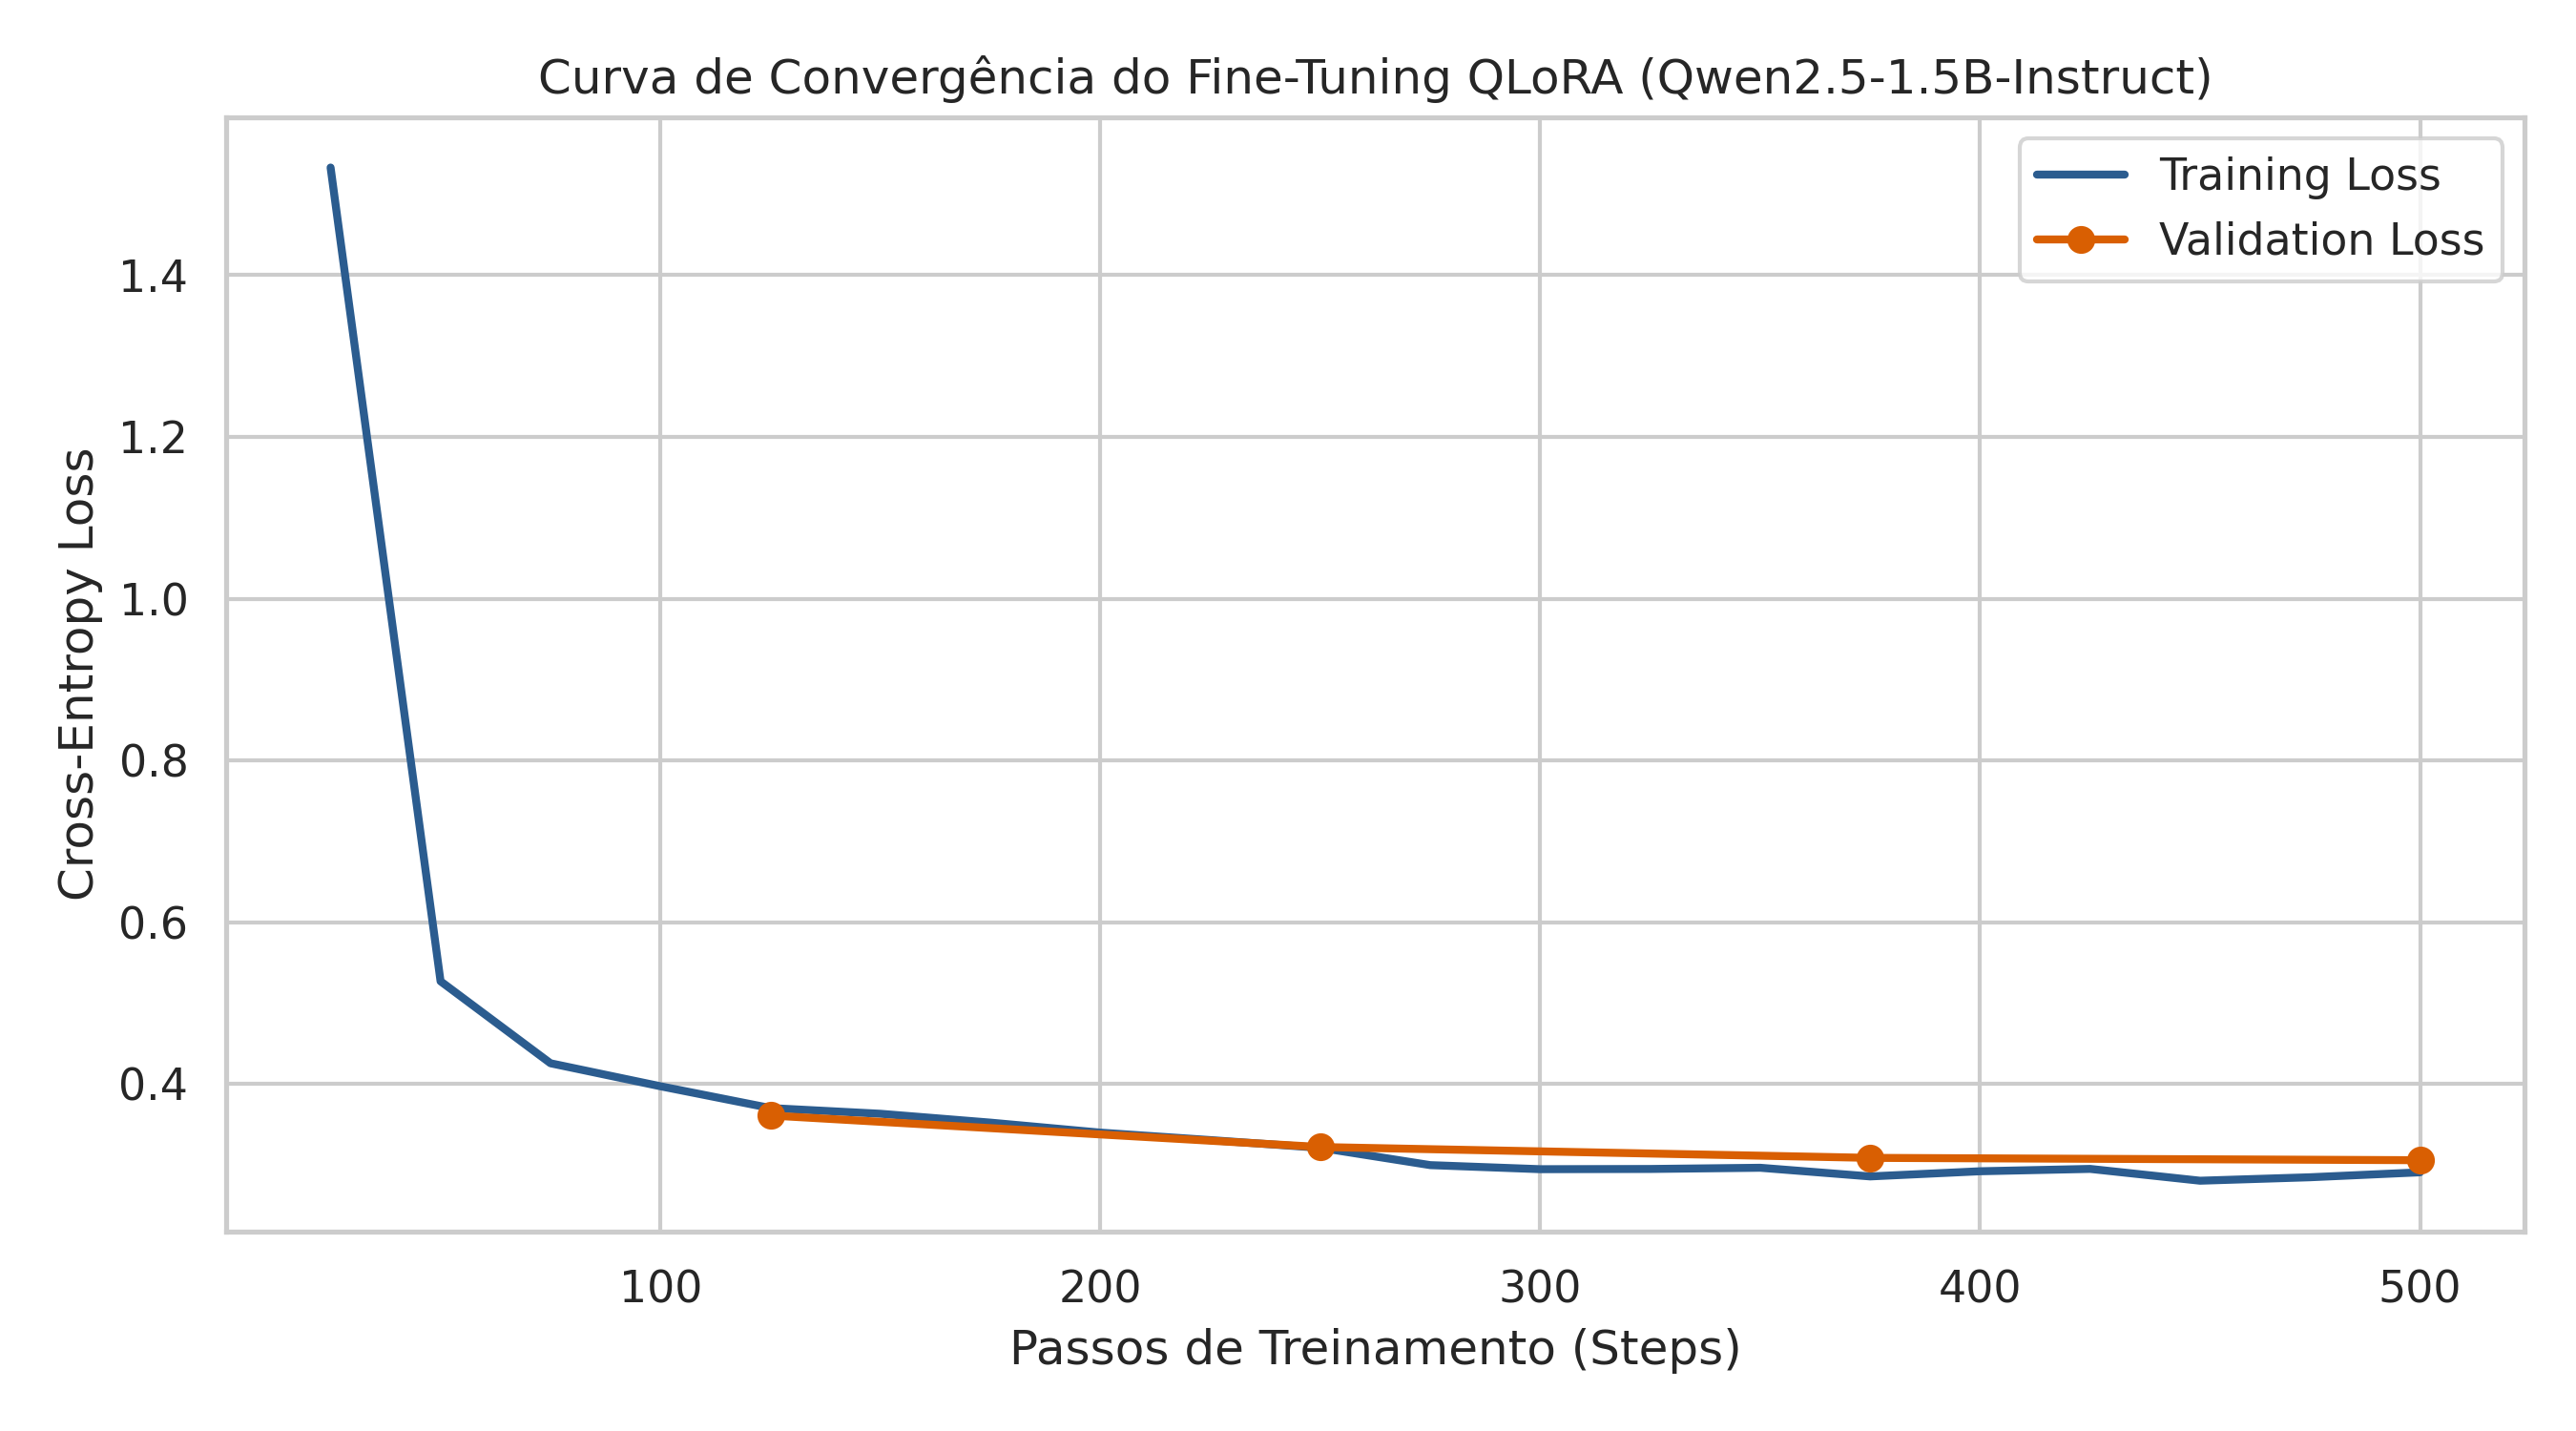 Curva de Convergência do Fine-Tuning QLoRA (Qwen2.5-1.5B-Instruct)
Training Loss
Validation Loss
Cross-Entropy Loss
1.4
1.2
1.0
0.8
0.6
0.4
100
200
300
400
500
Passos de Treinamento (Steps)